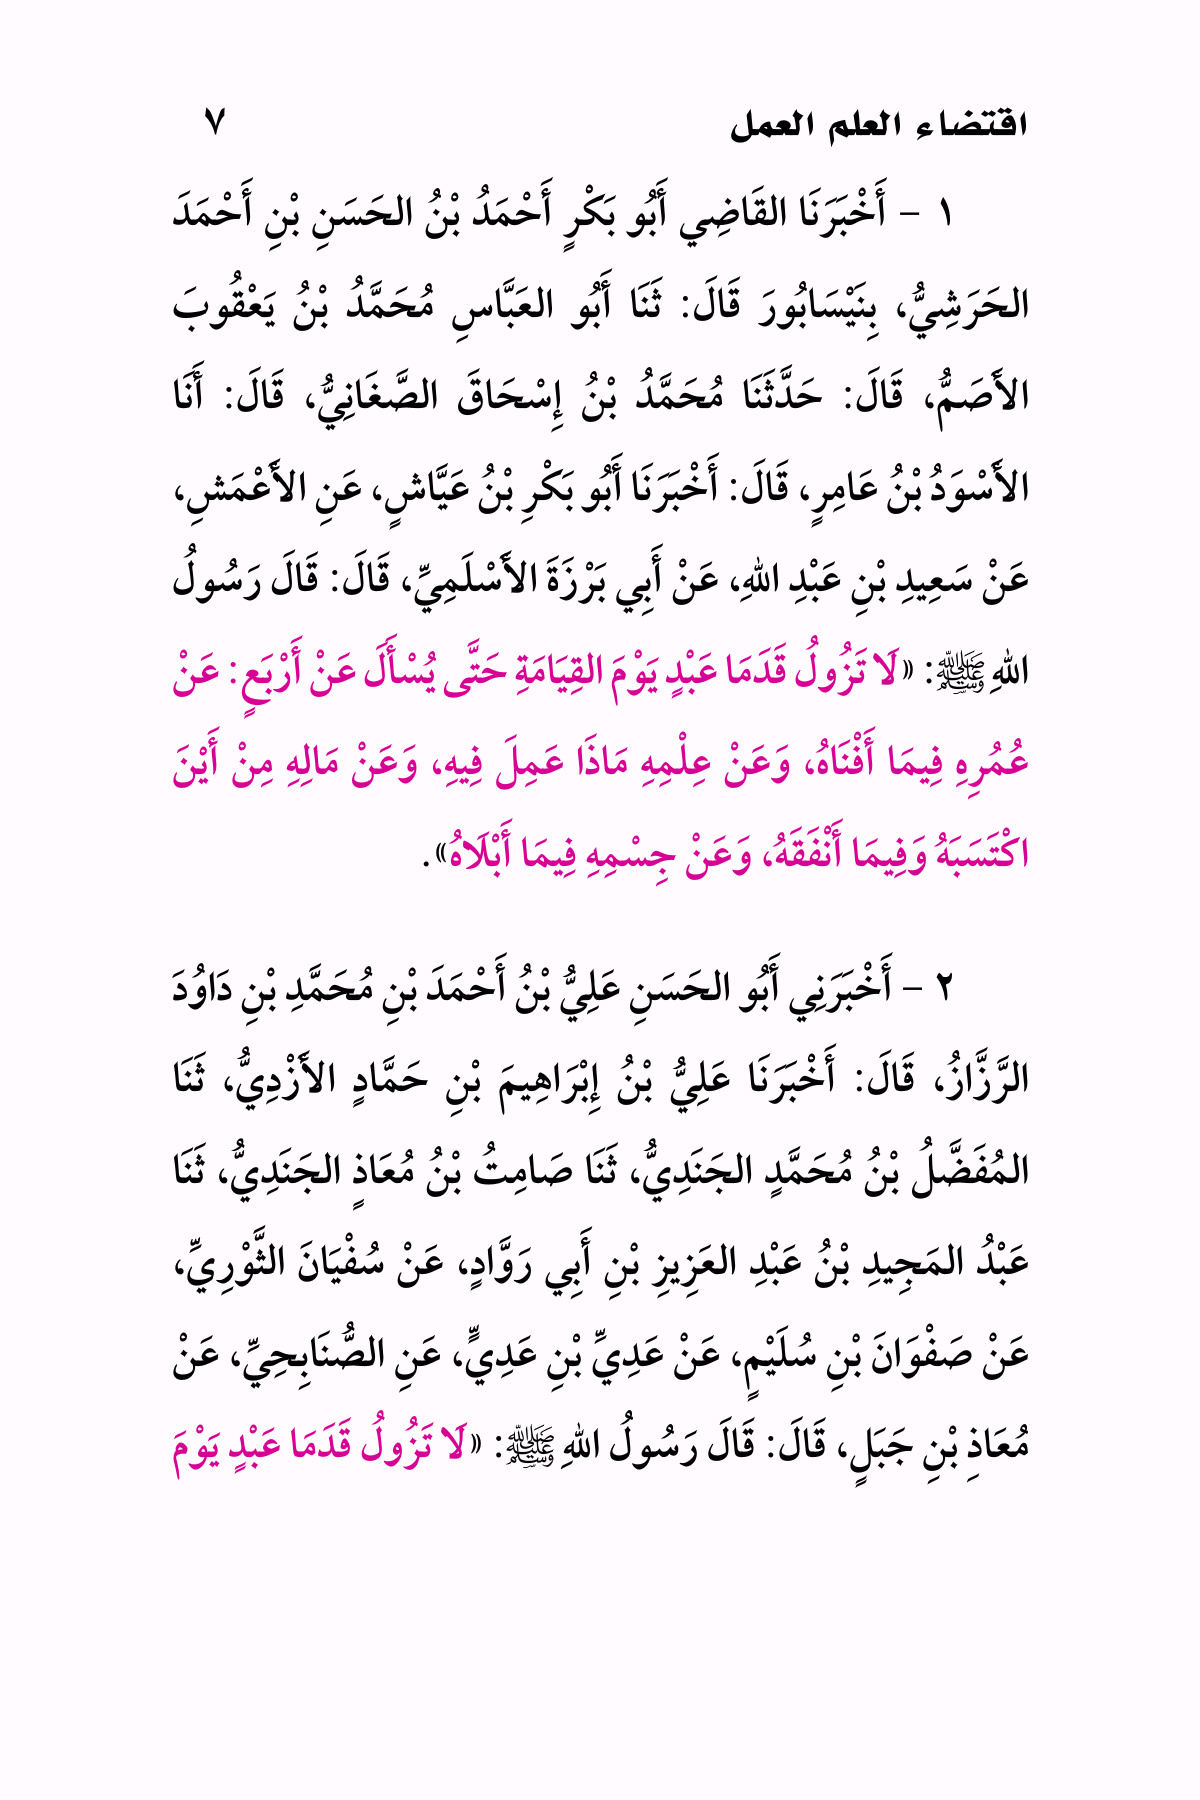 اقتضاء العلم العمل ٧
١ - أَخْبَرَنَا القَاضِي أَبُو بَكْرٍ أَحْمَدُ بْنُ الحَسَنِ بْنِ أَحْمَدَ
الحَرَشِيُّ، بِنَيْسَابُورَ قَالَ: ثَنَا أَبُو العَبَّاسِ مُحَمَّدُ بْنُ يَعْقُوبَ
الأَصَمُّ، قَالَ: حَدَّثَنَا مُحَمَّدُ بْنُ إِسْحَاقَ الصَّغَانِيُّ، قَالَ: أَنَا
الأَسْوَدُ بْنُ عَامِرٍ، قَالَ: أَخْبَرَنَا أَبُو بَكْرِ بْنُ عَيَّاشٍ، عَنِ الأَعْمَشِ،
عَنْ سَعِيدِ بْنِ عَبْدِ اللهِ، عَنْ أَبِي بَرْزَةَ الأَسْلَمِيِّ، قَالَ: قَالَ رَسُولُ
اللهِ ﷺ: «لَا تَزُولُ قَدَمَا عَبْدٍ يَوْمَ القِيَامَةِ حَتَّى يُسْأَلَ عَنْ أَرْبَعٍ: عَنْ
عُمُرِهِ فِيمَا أَفْنَاهُ، وَعَنْ عِلْمِهِ مَاذَا عَمِلَ فِيهِ، وَعَنْ مَالِهِ مِنْ أَيْنَ
اكْتَسَبَهُ وَفِيمَا أَنْفَقَهُ، وَعَنْ جِسْمِهِ فِيمَا أَبْلَاهُ».
٢ - أَخْبَرَنِي أَبُو الحَسَنِ عَلِيُّ بْنُ أَحْمَدَ بْنِ مُحَمَّدِ بْنِ دَاوُدَ
الرَّزَّازُ، قَالَ: أَخْبَرَنَا عَلِيُّ بْنُ إِبْرَاهِيمَ بْنِ حَمَّادٍ الأَزْدِيُّ، ثَنَا
المُفَضَّلُ بْنُ مُحَمَّدٍ الجَنَدِيُّ، ثَنَا صَامِتُ بْنُ مُعَاذٍ الجَنَدِيُّ، ثَنَا
عَبْدُ المَجِيدِ بْنُ عَبْدِ العَزِيزِ بْنِ أَبِي رَوَّادٍ، عَنْ سُفْيَانَ الثَّوْرِيِّ،
عَنْ صَفْوَانَ بْنِ سُلَيْمٍ، عَنْ عَدِيِّ بْنِ عَدِيٍّ، عَنِ الصُّنَابِحِيِّ، عَنْ
مُعَاذِ بْنِ جَبَلٍ، قَالَ: قَالَ رَسُولُ اللهِ ﷺ: «لَا تَزُولُ قَدَمَا عَبْدٍ يَوْمَ